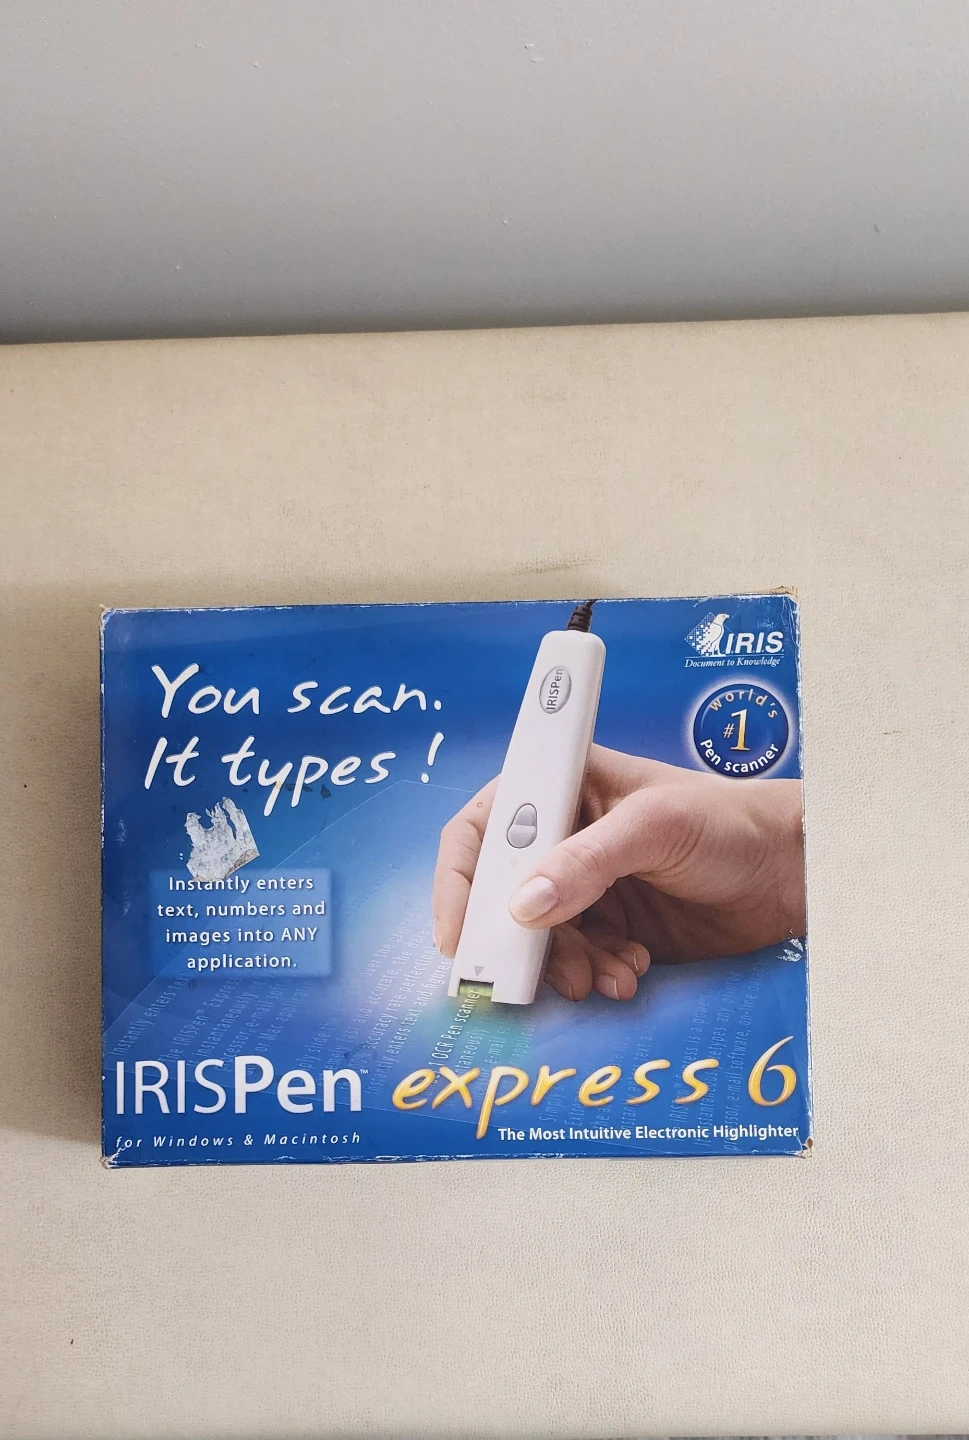 You scan.
It types !
IRISPen
IRIS
Document to Knowledge
world's
#1
Pen scanner
Instantly enters
text, numbers and
images into ANY
application.
IRISPen™ express 6
for Windows & Macintosh
The Most Intuitive Electronic Highlighter